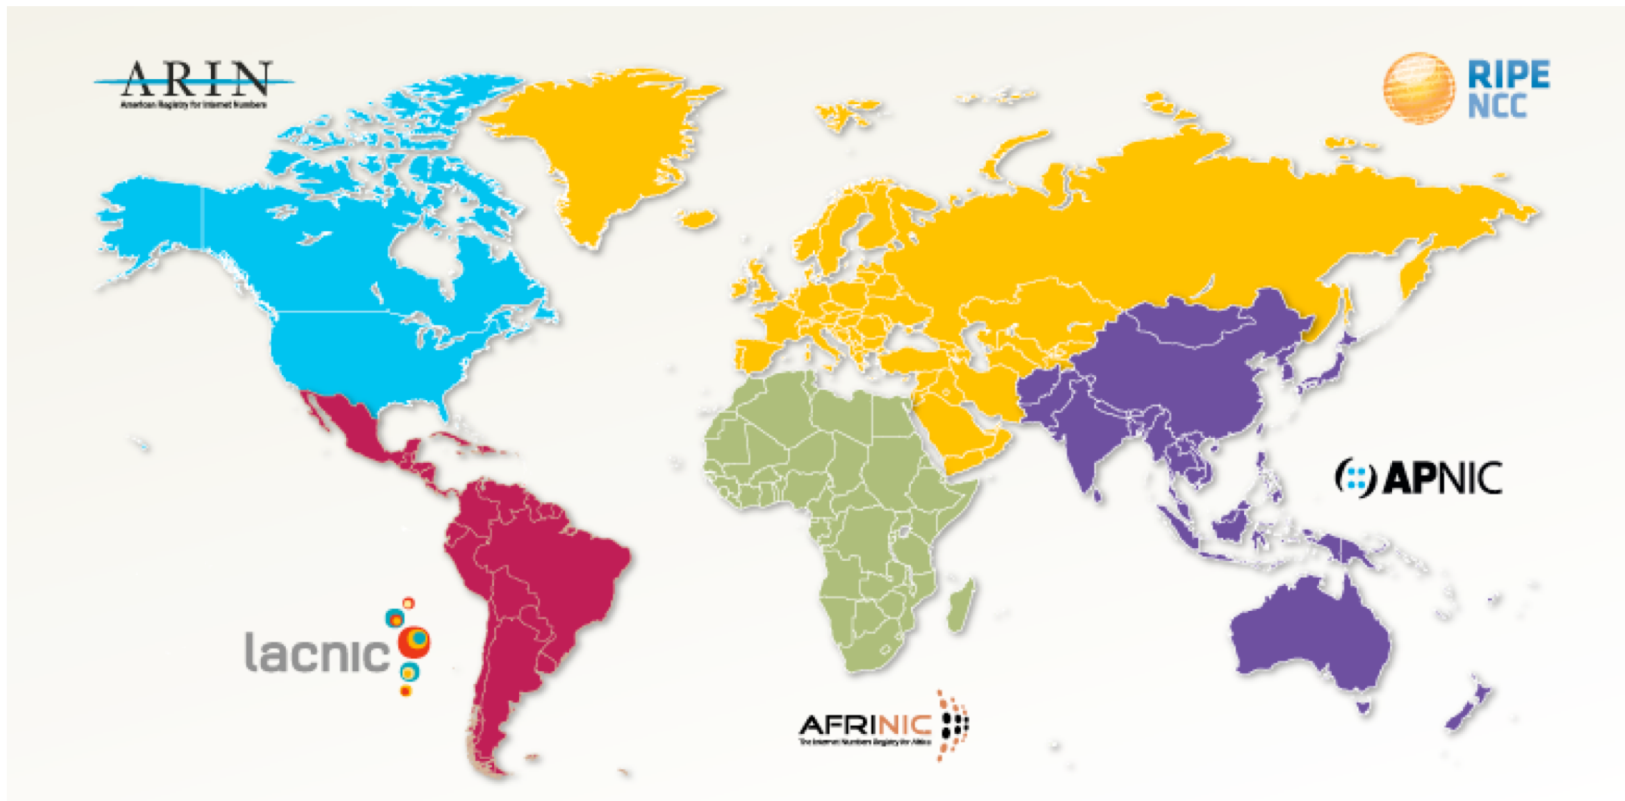 ARIN
American Registry for Internet Numbers
RIPE
NCC
APNIC
lacnic
AFRINIC
The Internet Numbers Registry for Africa